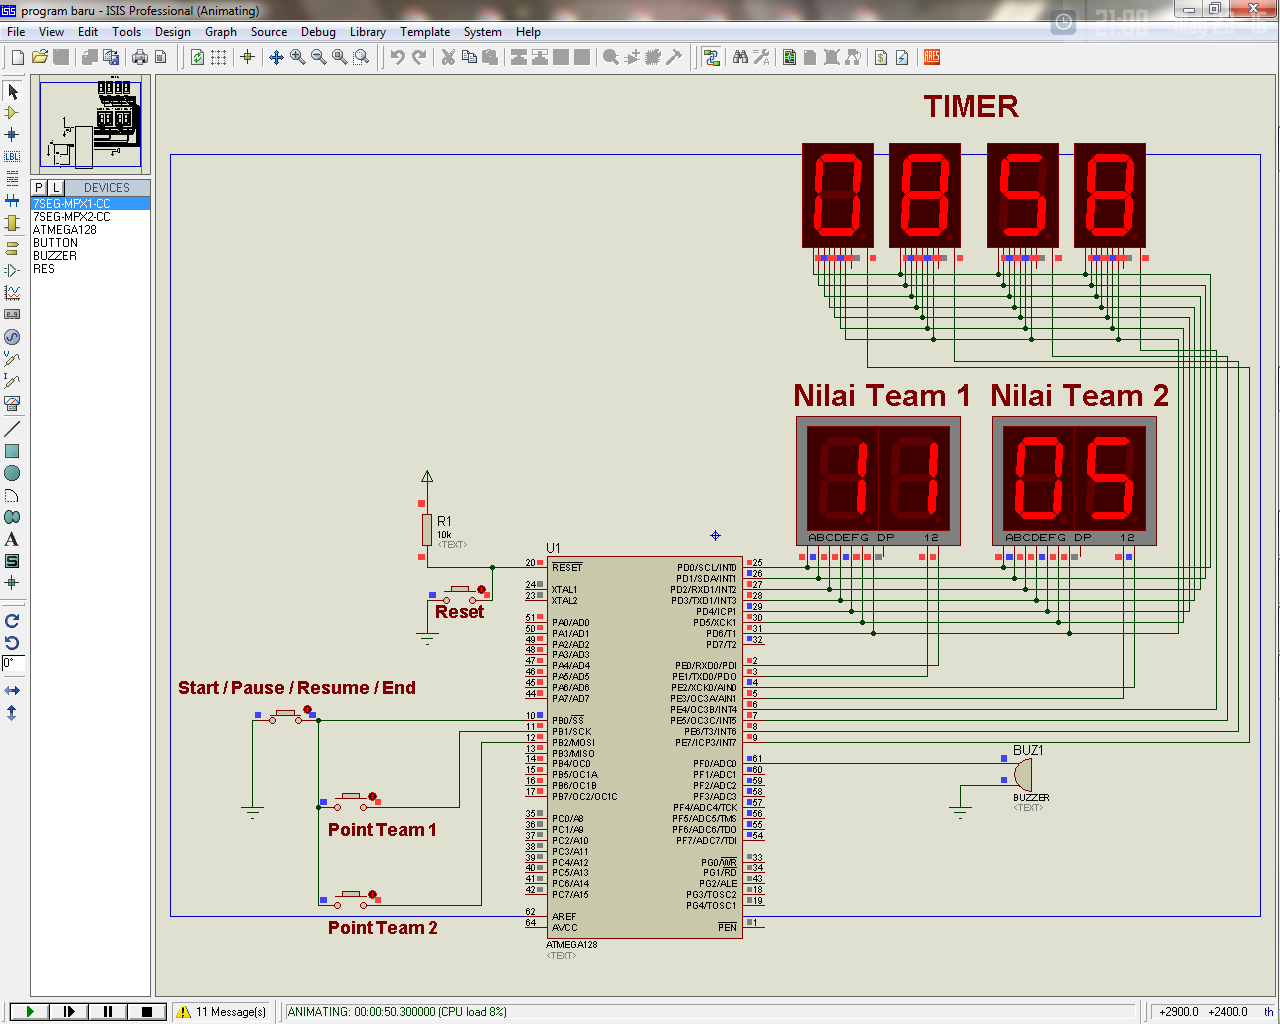 program baru - ISIS Professional (Animating)
File View Edit Tools Design Graph Source Debug Library Template System Help
21:00
P L DEVICES
7SEG-MPX1-CC
7SEG-MPX2-CC
ATMEGA128
BUTTON
BUZZER
RES
LBL
A
S
0°
ARES
TIMER
08 58
Nilai Team 1
Nilai Team 2
11
05
ABCDEFG DP 12
ABCDEFG DP 12
R1
10k
<TEXT>
Reset
Start / Pause / Resume / End
Point Team 1
Point Team 2
U1
20 RESET
24 XTAL1
23 XTAL2
51 PA0/AD0
50 PA1/AD1
49 PA2/AD2
48 PA3/AD3
47 PA4/AD4
46 PA5/AD5
45 PA6/AD6
44 PA7/AD7
10 PB0/SS
11 PB1/SCK
12 PB2/MOSI
13 PB3/MISO
14 PB4/OC0
15 PB5/OC1A
16 PB6/OC1B
17 PB7/OC2/OC1C
35 PC0/A8
36 PC1/A9
37 PC2/A10
38 PC3/A11
39 PC4/A12
40 PC5/A13
41 PC6/A14
42 PC7/A15
62 AREF
64 AVCC
PD0/SCL/INT0 25
PD1/SDA/INT1 26
PD2/RXD1/INT2 27
PD3/TXD1/INT3 28
PD4/ICP1 29
PD5/XCK1 30
PD6/T1 31
PD7/T2 32
PE0/RXD0/PDI 2
PE1/TXD0/PDO 3
PE2/XCK0/AIN0 4
PE3/OC3A/AIN1 5
PE4/OC3B/INT4 6
PE5/OC3C/INT5 7
PE6/T3/INT6 8
PE7/ICP3/INT7 9
PF0/ADC0 61
PF1/ADC1 60
PF2/ADC2 59
PF3/ADC3 58
PF4/ADC4/TCK 57
PF5/ADC5/TMS 56
PF6/ADC6/TDO 55
PF7/ADC7/TDI 54
PG0/WR 33
PG1/RD 34
PG2/ALE 43
PG3/TOSC2 18
PG4/TOSC1 19
PEN 1
ATMEGA128
<TEXT>
BUZ1
BUZZER
<TEXT>
11 Message(s)
ANIMATING: 00:00:50.300000 (CPU load 8%)
+2900.0 +2400.0 th